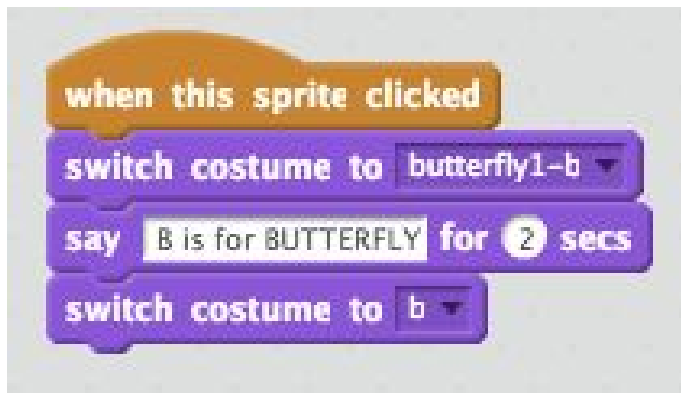 when this sprite clicked
switch costume to butterfly1-b
say B is for BUTTERFLY for 2 secs
switch costume to b